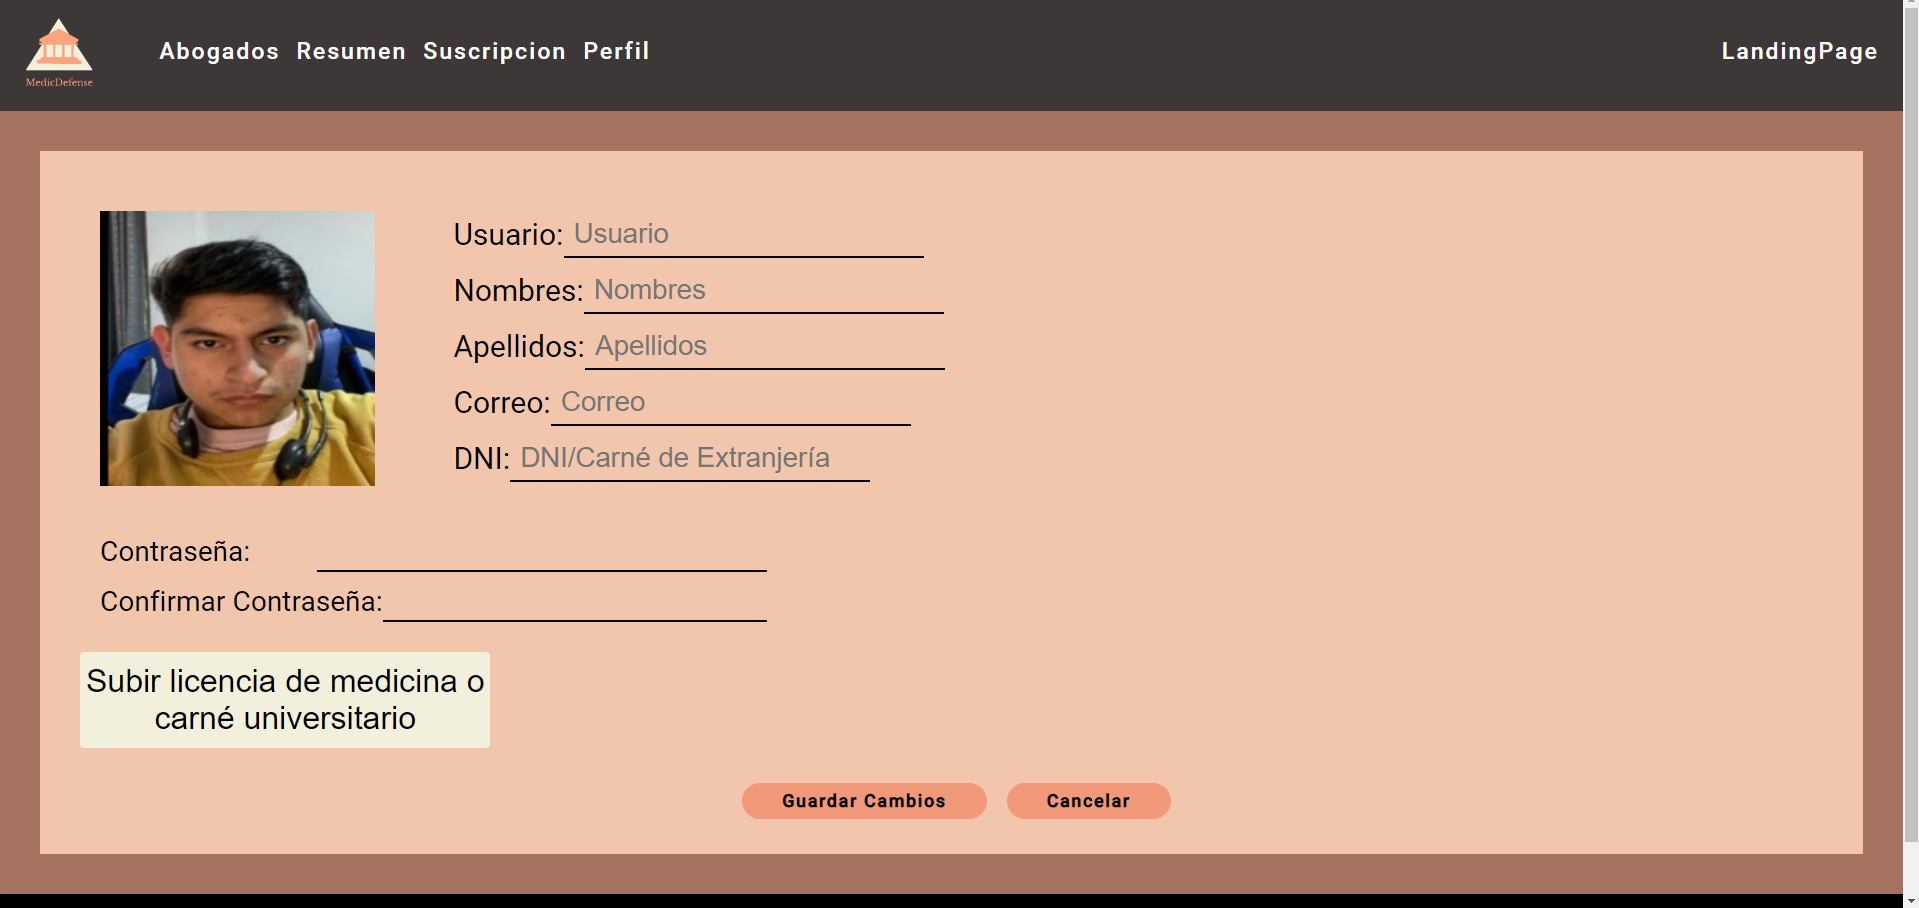 MedicDefense
Abogados Resumen Suscripcion Perfil LandingPage
Usuario: Usuario
Nombres: Nombres
Apellidos: Apellidos
Correo: Correo
DNI: DNI/Carné de Extranjería
Contraseña:
Confirmar Contraseña:
Subir licencia de medicina o
carné universitario
Guardar Cambios Cancelar